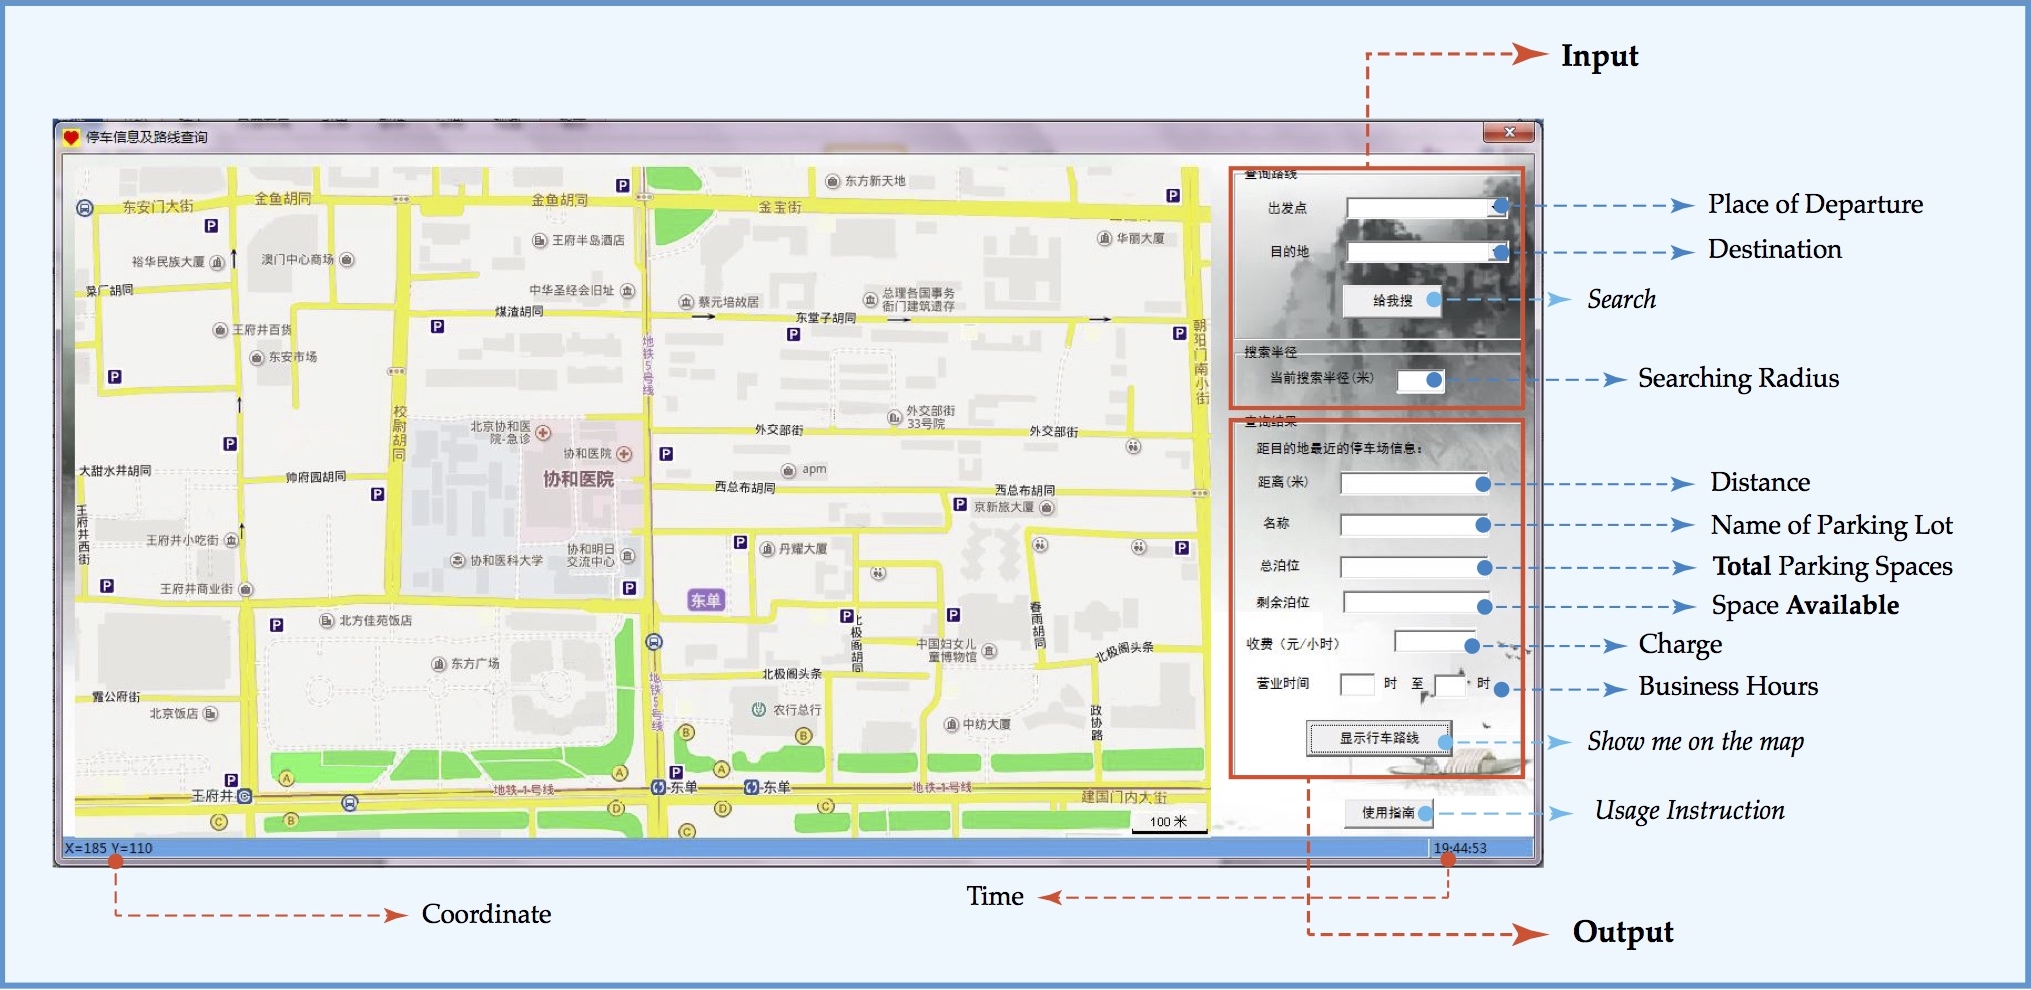 Input
停车信息及路线查询
东安门大街
金鱼胡同
金鱼胡同
金宝街
东方新天地
裕华民族大厦
澳门中心商场
王府半岛酒店
华丽大厦
菜厂胡同
中华圣经会旧址
蔡元培故居
总理各国事务
衙门建筑遗存
煤渣胡同
东堂子胡同
王府井百货
东安市场
地铁5号线
朝阳门南小街
校尉胡同
北京协和医
院-急诊
协和医院
协和医院
外交部街
33号院
外交部街
外交部街
apm
大甜水井胡同
帅府园胡同
西总布胡同
西总布胡同
京新旅大厦
王府井西街
王府井小吃街
协和医科大学
协和明日
交流中心
丹耀大厦
王府井商业街
东单
北方佳苑饭店
东方广场
北极阁胡同
春雨胡同
中国妇女儿
童博物馆
北极阁头条
北极阁头条
霞公府街
北京饭店
地铁5号线
农行总行
中纺大厦
政协路
王府井
地铁1号线
东单
东单
地铁1号线
建国门内大街
100 米
X=185 Y=110
19:44:53
查询路线
出发点
Place of Departure
目的地
Destination
给我搜
Search
搜索半径
当前搜索半径(米)
Searching Radius
查询结果
距目的地最近的停车场信息：
距离(米)
Distance
名称
Name of Parking Lot
总泊位
Total Parking Spaces
剩余泊位
Space Available
收费（元/小时）
Charge
营业时间 时 至 时
Business Hours
显示行车路线
Show me on the map
使用指南
Usage Instruction
Time
Coordinate
Output